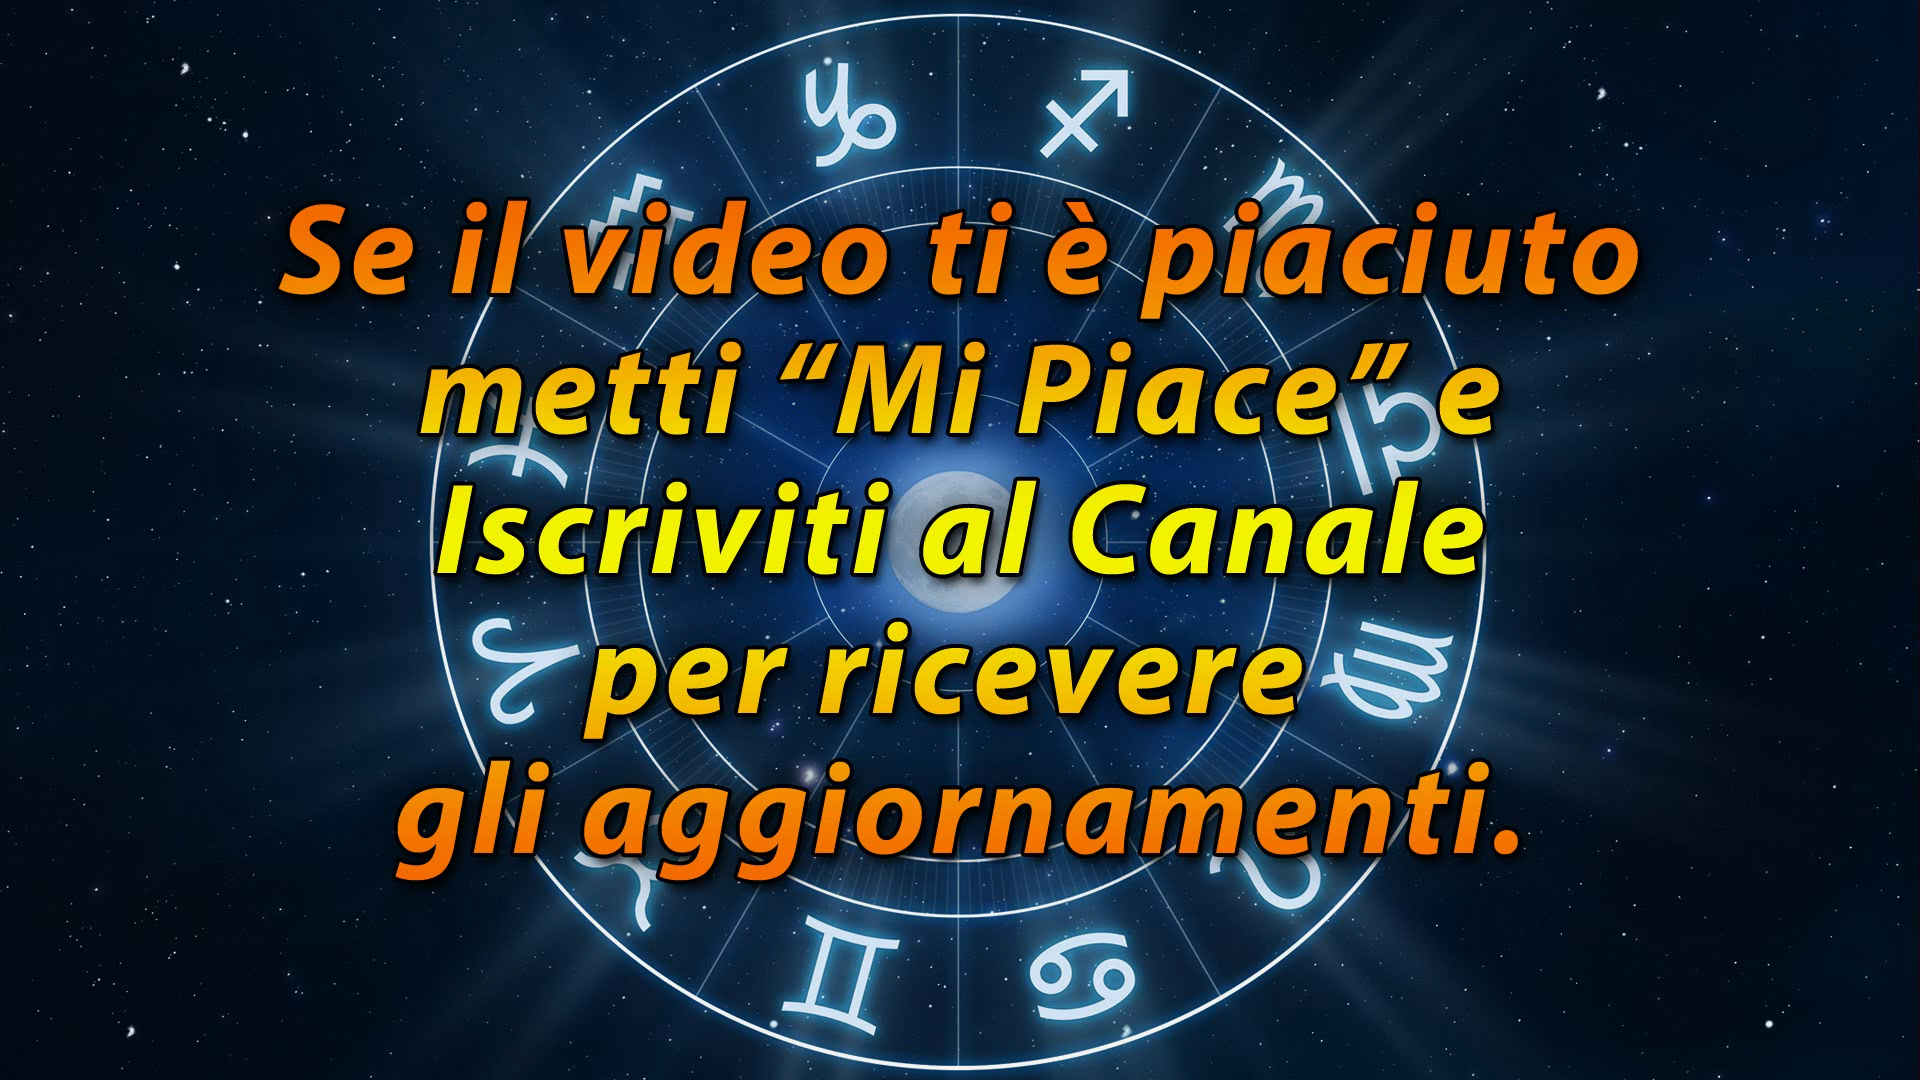 Se il video ti è piaciuto
metti “Mi Piace” e
Iscriviti al Canale
per ricevere
gli aggiornamenti.